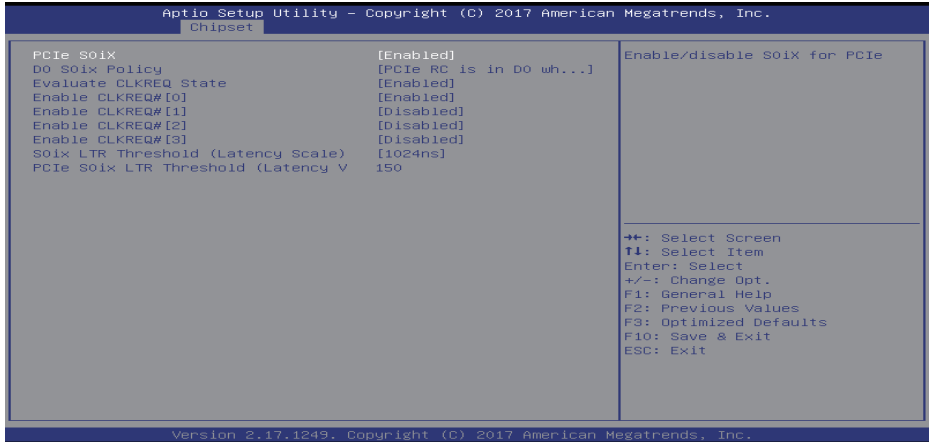 Aptio Setup Utility – Copyright (C) 2017 American Megatrends, Inc.
Chipset
PCIe S0iX [Enabled]
D0 S0ix Policy [PCIe RC is in D0 wh...]
Evaluate CLKREQ State [Enabled]
Enable CLKREQ#[0] [Enabled]
Enable CLKREQ#[1] [Disabled]
Enable CLKREQ#[2] [Disabled]
Enable CLKREQ#[3] [Disabled]
S0ix LTR Threshold (Latency Scale) [1024ns]
PCIe S0ix LTR Threshold (Latency V 150
Enable/disable S0iX for PCIe
→←: Select Screen
↑↓: Select Item
Enter: Select
+/-: Change Opt.
F1: General Help
F2: Previous Values
F3: Optimized Defaults
F10: Save & Exit
ESC: Exit
Version 2.17.1249. Copyright (C) 2017 American Megatrends, Inc.